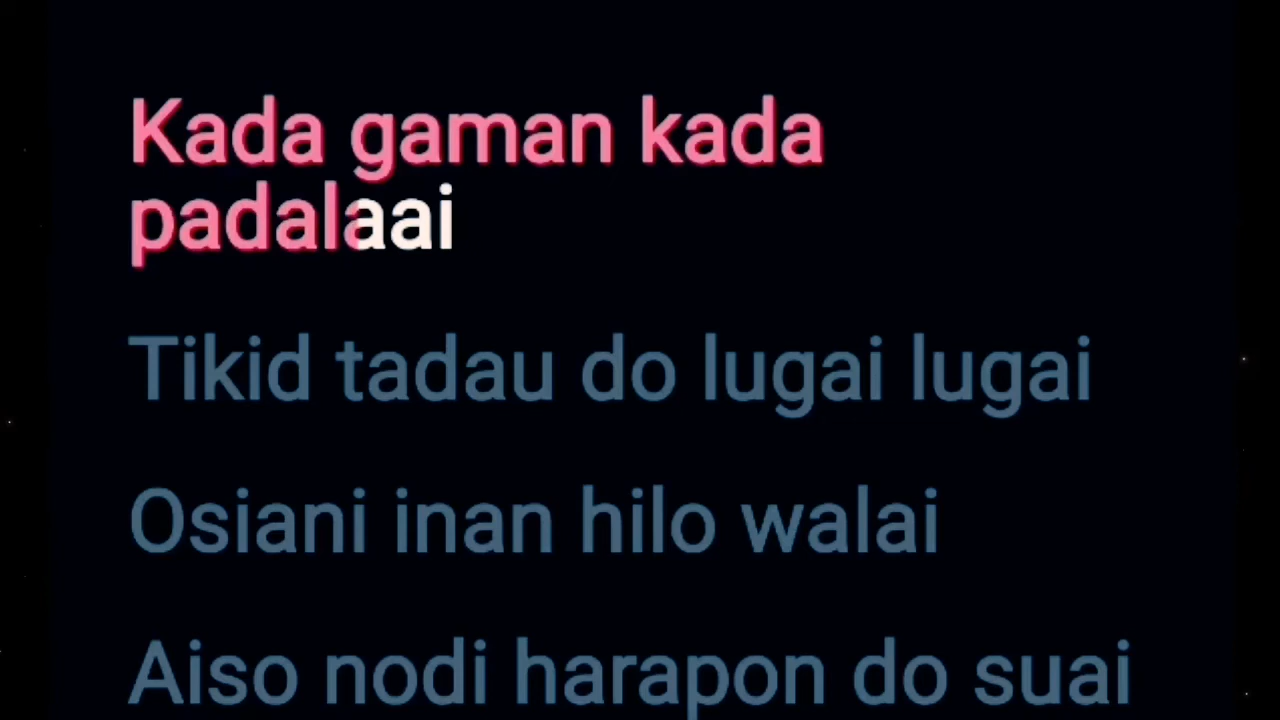 Kada gaman kada
padalaai
Tikid tadau do lugai lugai
Osiani inan hilo walai
Aiso nodi harapon do suai